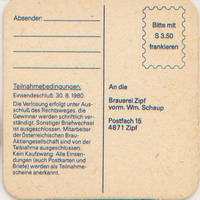 Absender:
Bitte mit
S 3.50
frankieren
Teilnahmebedingungen:
Einsendeschluß: 30. 8. 1980.
Die Verlosung erfolgt unter Aus-
schluß des Rechtsweges, die
Gewinner werden schriftlich ver-
ständigt. Sonstiger Briefwechsel
ist ausgeschlossen. Mitarbeiter
der Österreichischen Brau-
Aktiengesellschaft sind von der
Teilnahme ausgeschlossen.
Kein Kaufzwang. Alle Einsen-
dungen (auch Postkarten und
Briefe) werden als Teilnahme-
scheine anerkannt.
An die
Brauerei Zipf
vorm. Wm. Schaup
Postfach 15
4871 Zipf